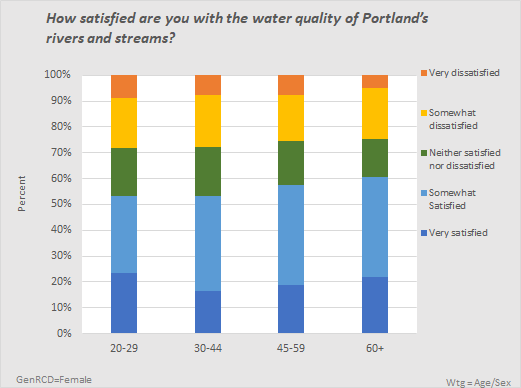 How satisfied are you with the water quality of Portland's
rivers and streams?
100%
90%
80%
70%
60%
50%
40%
30%
20%
10%
0%
Percent
20-29
30-44
45-59
60+
Very dissatisfied
Somewhat
dissatisfied
Neither satisfied
nor dissatisfied
Somewhat
Satisfied
Very satisfied
GenRCD=Female
Wtg = Age/Sex